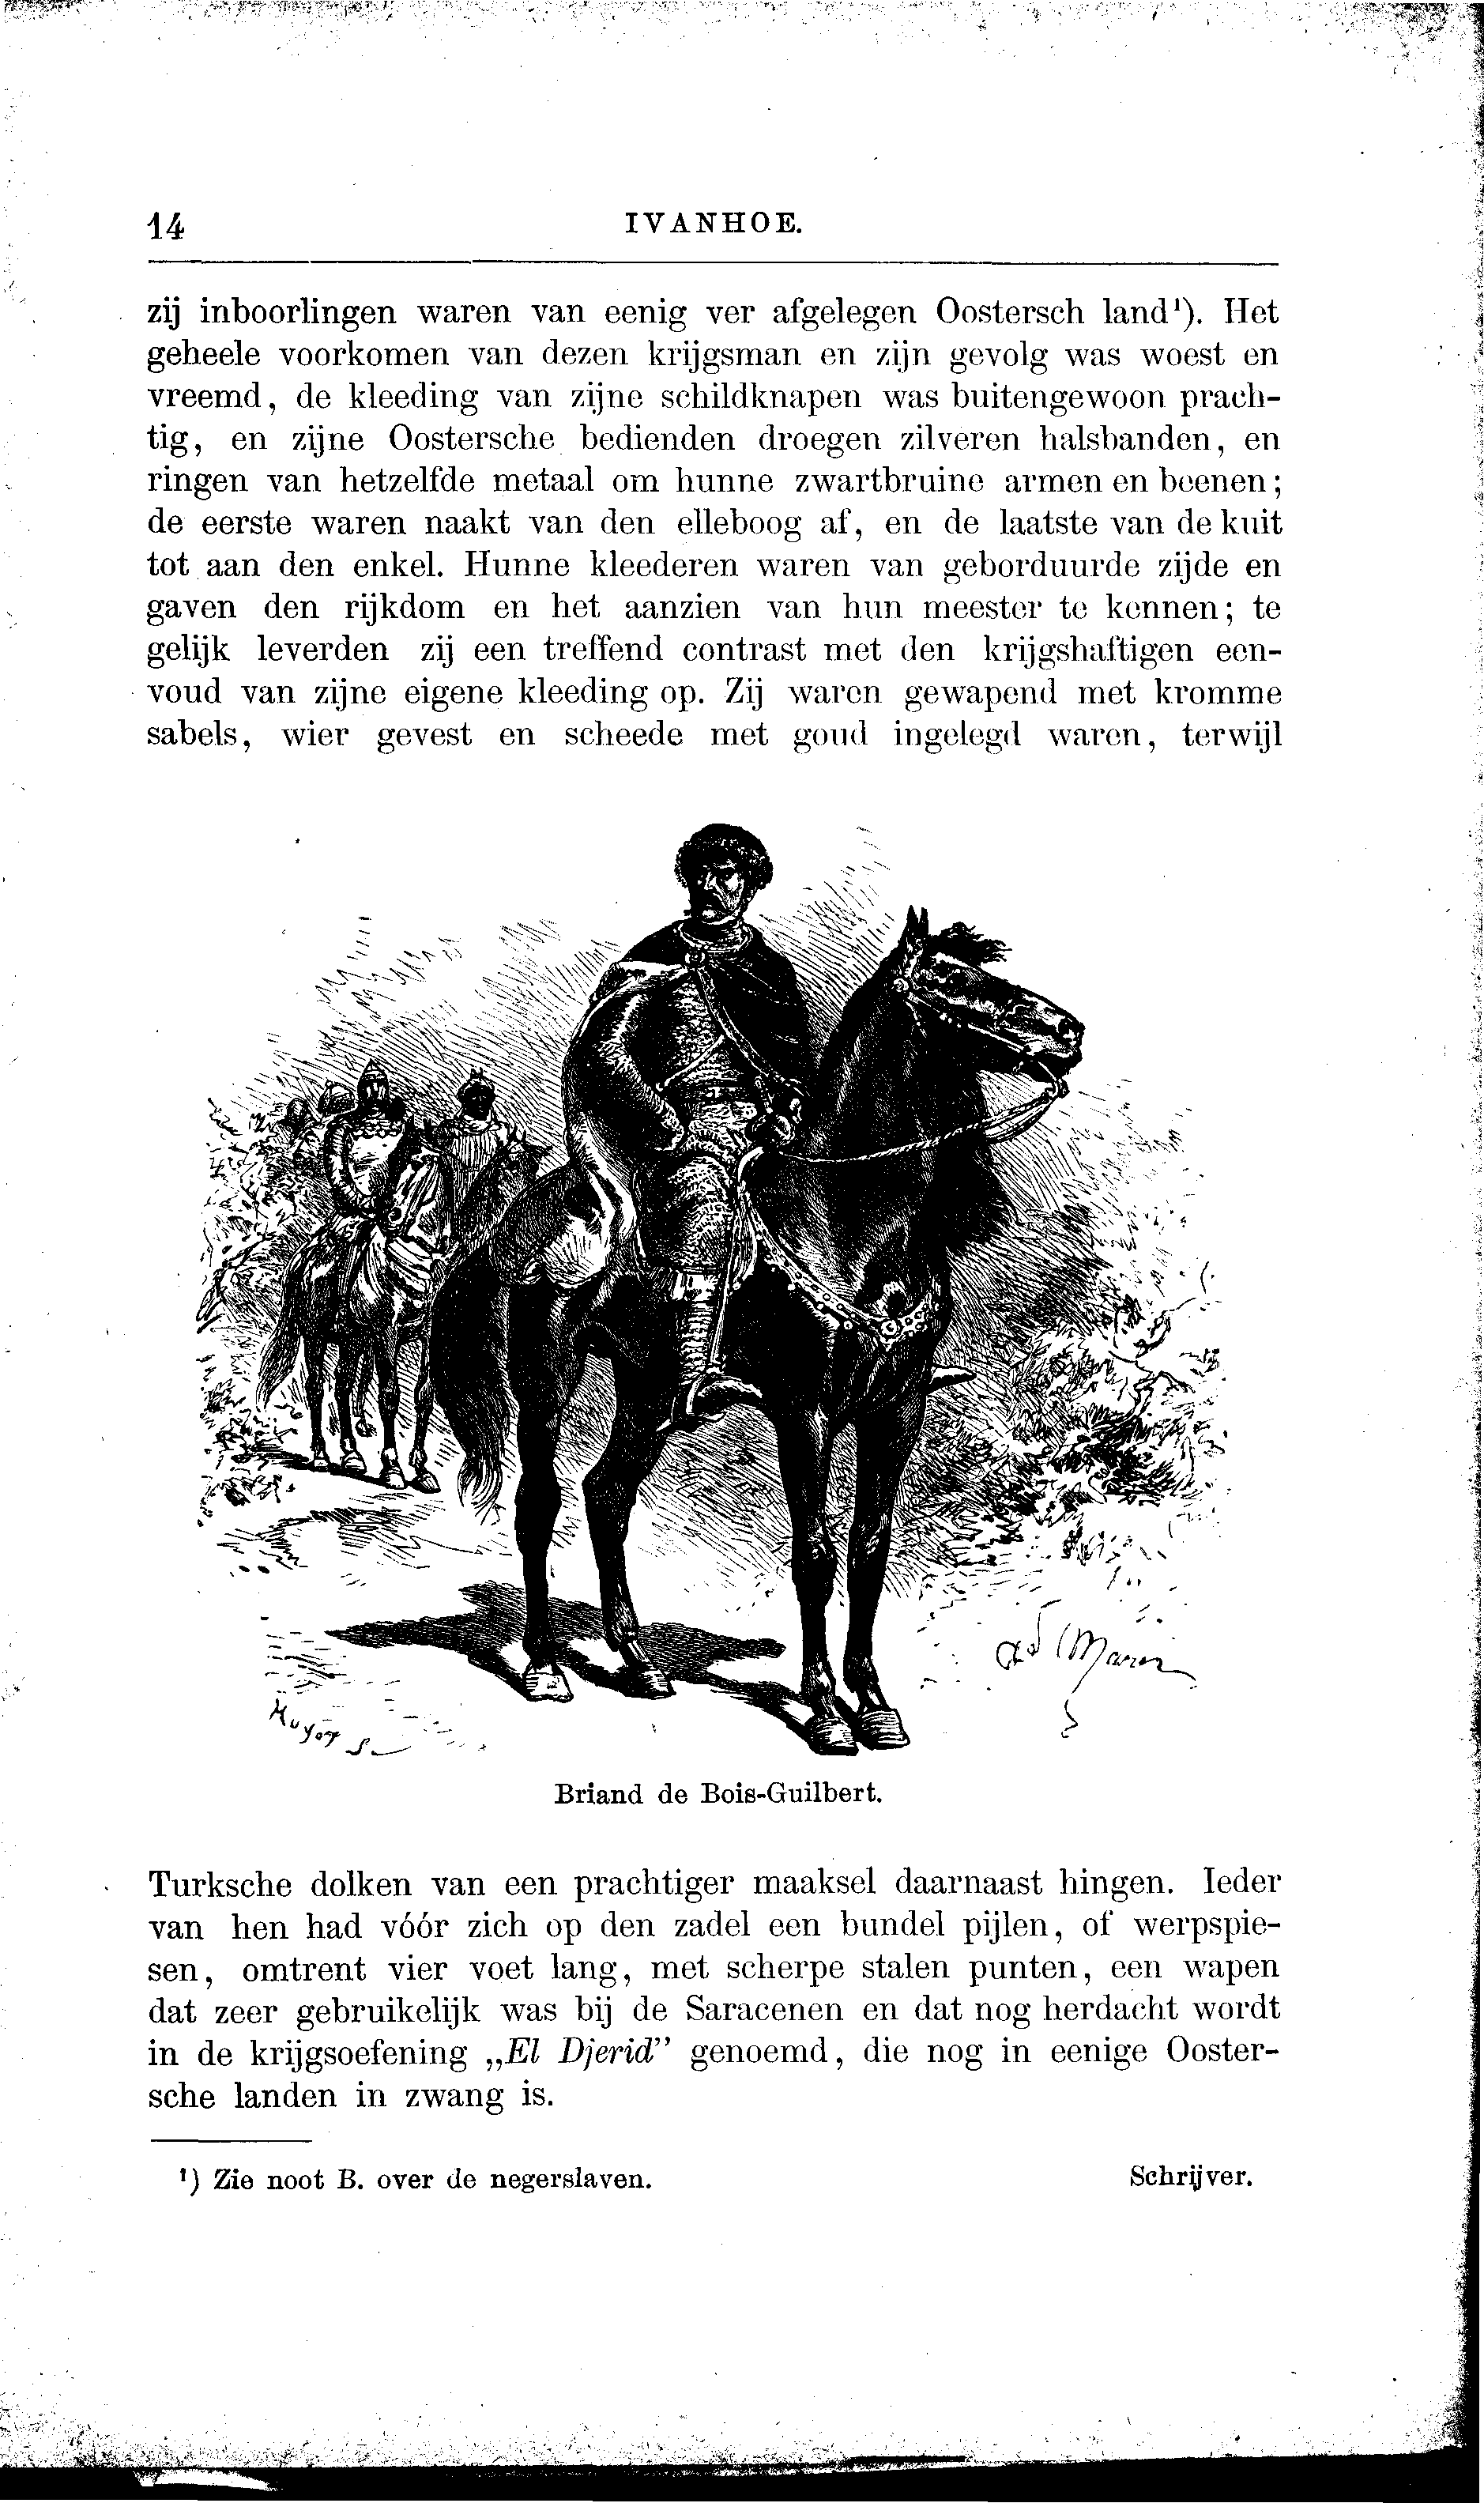 14 IVANHOE.
zij inboorlingen waren van eenig ver afgelegen Oostersch land¹). Het
geheele voorkomen van dezen krijgsman en zijn gevolg was woest en
vreemd, de kleeding van zijne schildknapen was buitengewoon prach-
tig, en zijne Oostersche bedienden droegen zilveren halsbanden, en
ringen van hetzelfde metaal om hunne zwartbruine armen en beenen;
de eerste waren naakt van den elleboog af, en de laatste van de kuit
tot aan den enkel. Hunne kleederen waren van geborduurde zijde en
gaven den rijkdom en het aanzien van hun meester te kennen; te
gelijk leverden zij een treffend contrast met den krijgshaftigen een-
voud van zijne eigene kleeding op. Zij waren gewapend met kromme
sabels, wier gevest en scheede met goud ingelegd waren, terwijl
Huyot S
Briand de Bois-Guilbert.
Turksche dolken van een prachtiger maaksel daarnaast hingen. Ieder
van hen had vóór zich op den zadel een bundel pijlen, of werpspie-
sen, omtrent vier voet lang, met scherpe stalen punten, een wapen
dat zeer gebruikelijk was bij de Saracenen en dat nog herdacht wordt
in de krijgsoefening „El Djerid” genoemd, die nog in eenige Ooster-
sche landen in zwang is.
¹) Zie noot B. over de negerslaven. Schrijver.